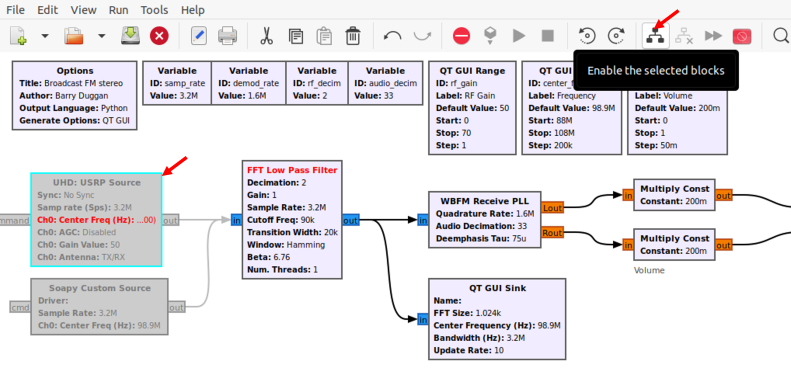 File Edit View Run Tools Help
Enable the selected blocks
Options
Title: Broadcast FM stereo
Author: Barry Duggan
Output Language: Python
Generate Options: QT GUI
Variable
ID: samp_rate
Value: 3.2M
Variable
ID: demod_rate
Value: 1.6M
Variable
ID: rf_decim
Value: 2
Variable
ID: audio_decim
Value: 33
QT GUI Range
ID: rf_gain
Label: RF Gain
Default Value: 50
Start: 0
Stop: 70
Step: 1
QT GUI
ID: center_
Label: Frequency
Default Value: 98.9M
Start: 88M
Stop: 108M
Step: 200k
Label: Volume
Default Value: 200m
Start: 0
Stop: 1
Step: 50m
UHD: USRP Source
Sync: No Sync
Samp rate (Sps): 3.2M
Ch0: Center Freq (Hz): ...00)
Ch0: AGC: Disabled
Ch0: Gain Value: 50
Ch0: Antenna: TX/RX
mmand
out
Soapy Custom Source
Driver:
Sample Rate: 3.2M
Ch0: Center Freq (Hz): 98.9M
cmd
out
FFT Low Pass Filter
Decimation: 2
Gain: 1
Sample Rate: 3.2M
Cutoff Freq: 90k
Transition Width: 20k
Window: Hamming
Beta: 6.76
Num. Threads: 1
in
out
WBFM Receive PLL
Quadrature Rate: 1.6M
Audio Decimation: 33
Deemphasis Tau: 75u
in
Lout
Rout
QT GUI Sink
Name:
FFT Size: 1.024k
Center Frequency (Hz): 98.9M
Bandwidth (Hz): 3.2M
Update Rate: 10
in
Multiply Const
Constant: 200m
in
out
Multiply Const
Constant: 200m
in
out
Volume